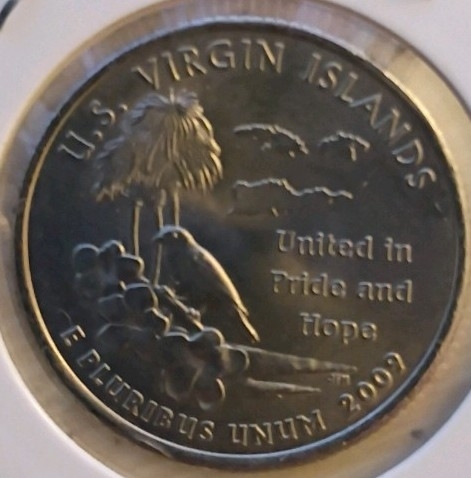 U.S. VIRGIN ISLANDS
United in
Pride and
Hope
E PLURIBUS UNUM 2009